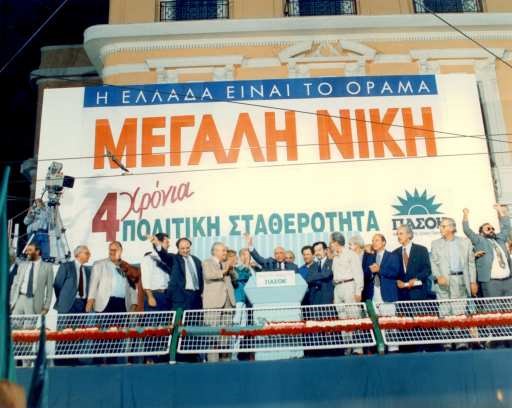 Η ΕΛΛΑΔΑ ΕΙΝΑΙ ΤΟ ΟΡΑΜΑ
ΜΕΓΑΛΗ ΝΙΚΗ
4 Χρόνια
ΠΟΛΙΤΙΚΗ ΣΤΑΘΕΡΟΤΗΤΑ
ΠΑΣΟΚ
ΠΑΣΟΚ